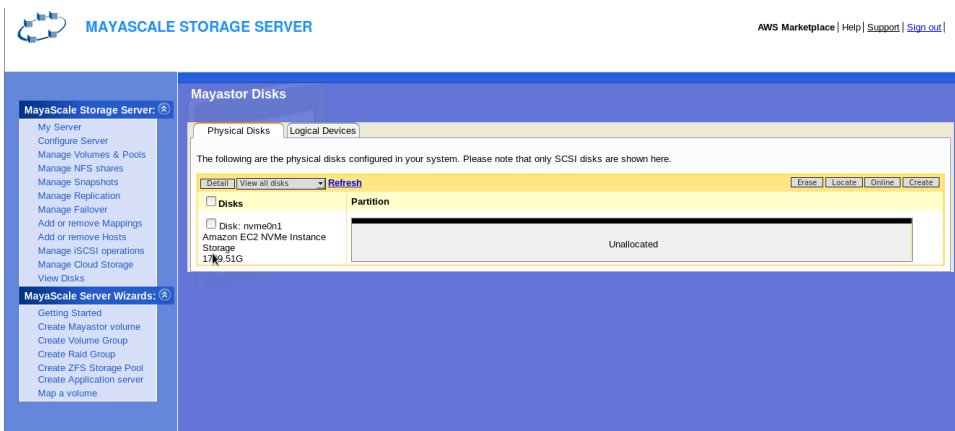 MAYASCALE STORAGE SERVER
AWS Marketplace | Help | Support | Sign out |
Mayastor Disks
MayaScale Storage Server:
My Server
Configure Server
Manage Volumes & Pools
Manage NFS shares
Manage Snapshots
Manage Replication
Manage Failover
Add or remove Mappings
Add or remove Hosts
Manage iSCSI operations
Manage Cloud Storage
View Disks
MayaScale Server Wizards:
Getting Started
Create Mayastor volume
Create Volume Group
Create Raid Group
Create ZFS Storage Pool
Create Application server
Map a volume
Physical Disks Logical Devices
The following are the physical disks configured in your system. Please note that only SCSI disks are shown here.
Detail View all disks Refresh Erase Locate Online Create
Disks Partition
Disk: nvme0n1
Amazon EC2 NVMe Instance
Storage
Unallocated